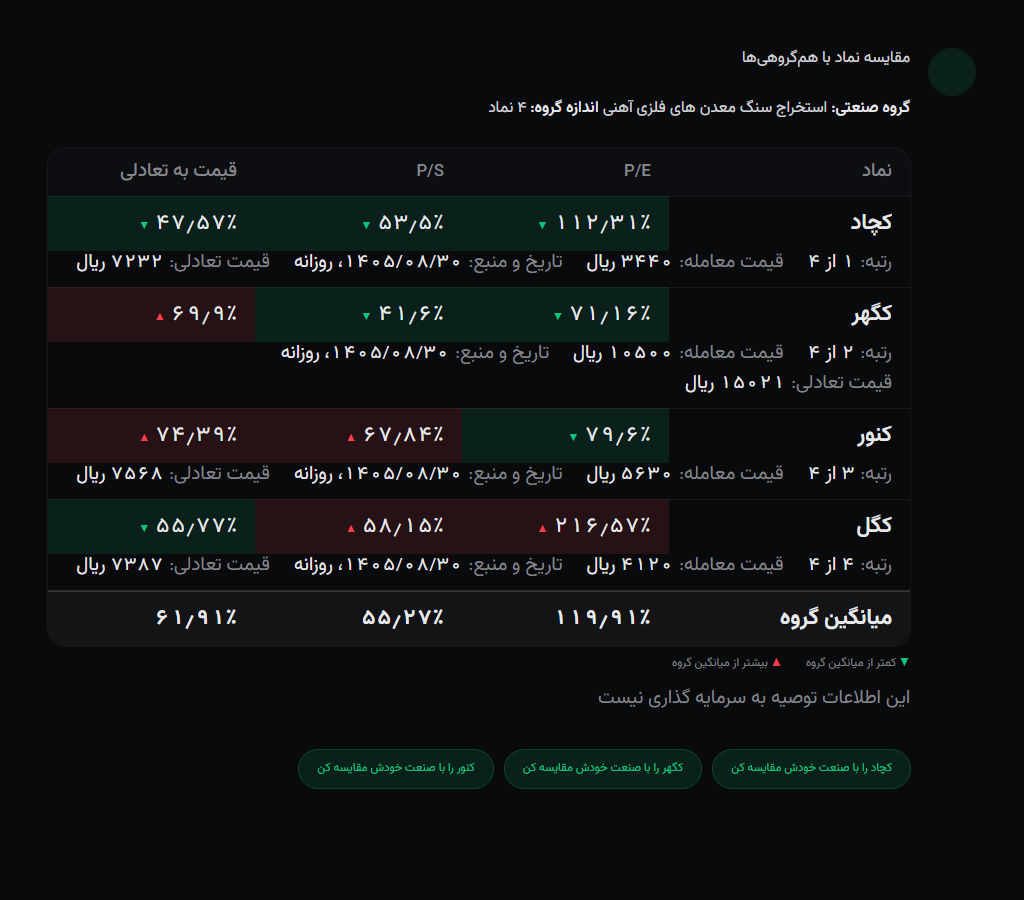 مقایسه نماد با هم‌گروهی‌ها
گروه صنعتی: استخراج سنگ معدن های فلزی آهنی اندازه گروه: ۴ نماد
نماد P/E P/S قیمت به تعادلی
کچاد ۱۱۲٫۳۱٪ ▼ ۵۳٫۵٪ ▼ ۴۷٫۵۷٪ ▼
رتبه: ۱ از ۴ قیمت معامله: ۳۴۴۰ ریال تاریخ و منبع: ۱۴۰۵/۰۸/۳۰، روزانه قیمت تعادلی: ۷۲۳۲ ریال
کگهر ۷۱٫۱۶٪ ▼ ۴۱٫۶٪ ▼ ۶۹٫۹٪ ▲
رتبه: ۲ از ۴ قیمت معامله: ۱۰۵۰۰ ریال تاریخ و منبع: ۱۴۰۵/۰۸/۳۰، روزانه
قیمت تعادلی: ۱۵۰۲۱ ریال
کنور ۷۹٫۶٪ ▼ ۶۷٫۸۴٪ ▲ ۷۴٫۳۹٪ ▲
رتبه: ۳ از ۴ قیمت معامله: ۵۶۳۰ ریال تاریخ و منبع: ۱۴۰۵/۰۸/۳۰، روزانه قیمت تعادلی: ۷۵۶۸ ریال
کگل ۲۱۶٫۵۷٪ ▲ ۵۸٫۱۵٪ ▲ ۵۵٫۷۷٪ ▼
رتبه: ۴ از ۴ قیمت معامله: ۴۱۲۰ ریال تاریخ و منبع: ۱۴۰۵/۰۸/۳۰، روزانه قیمت تعادلی: ۷۳۸۷ ریال
میانگین گروه ۱۱۹٫۹۱٪ ۵۵٫۲۷٪ ۶۱٫۹۱٪
▼ کمتر از میانگین گروه ▲ بیشتر از میانگین گروه
این اطلاعات توصیه به سرمایه گذاری نیست
کچاد را با صنعت خودش مقایسه کن کگهر را با صنعت خودش مقایسه کن کنور را با صنعت خودش مقایسه کن